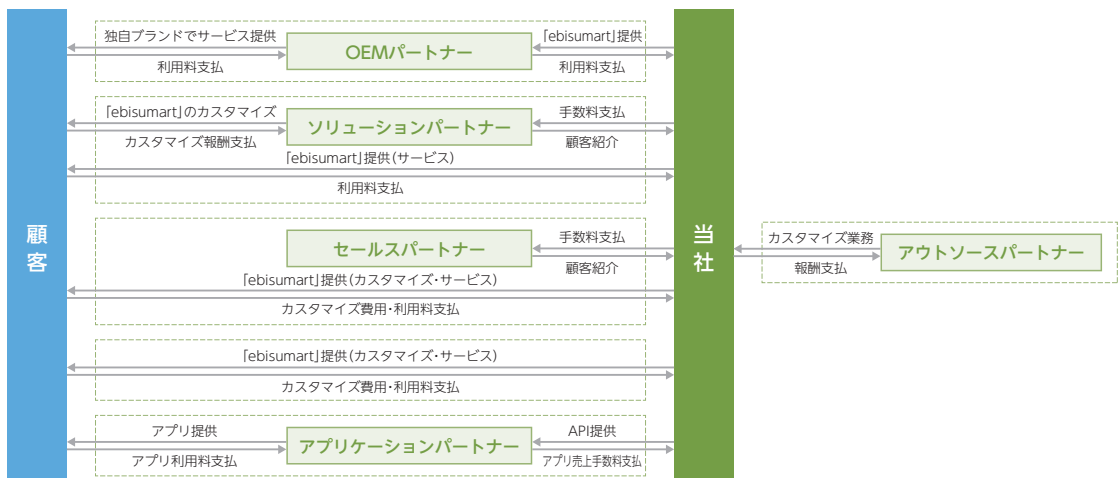 顧客
当社
独自ブランドでサービス提供
利用料支払
OEMパートナー
「ebisumart」提供
利用料支払
「ebisumart」のカスタマイズ
カスタマイズ報酬支払
ソリューションパートナー
手数料支払
顧客紹介
「ebisumart」提供(サービス)
利用料支払
セールスパートナー
手数料支払
顧客紹介
「ebisumart」提供(カスタマイズ・サービス)
カスタマイズ費用・利用料支払
カスタマイズ業務
報酬支払
アウトソースパートナー
「ebisumart」提供(カスタマイズ・サービス)
カスタマイズ費用・利用料支払
アプリ提供
アプリ利用料支払
アプリケーションパートナー
API提供
アプリ売上手数料支払